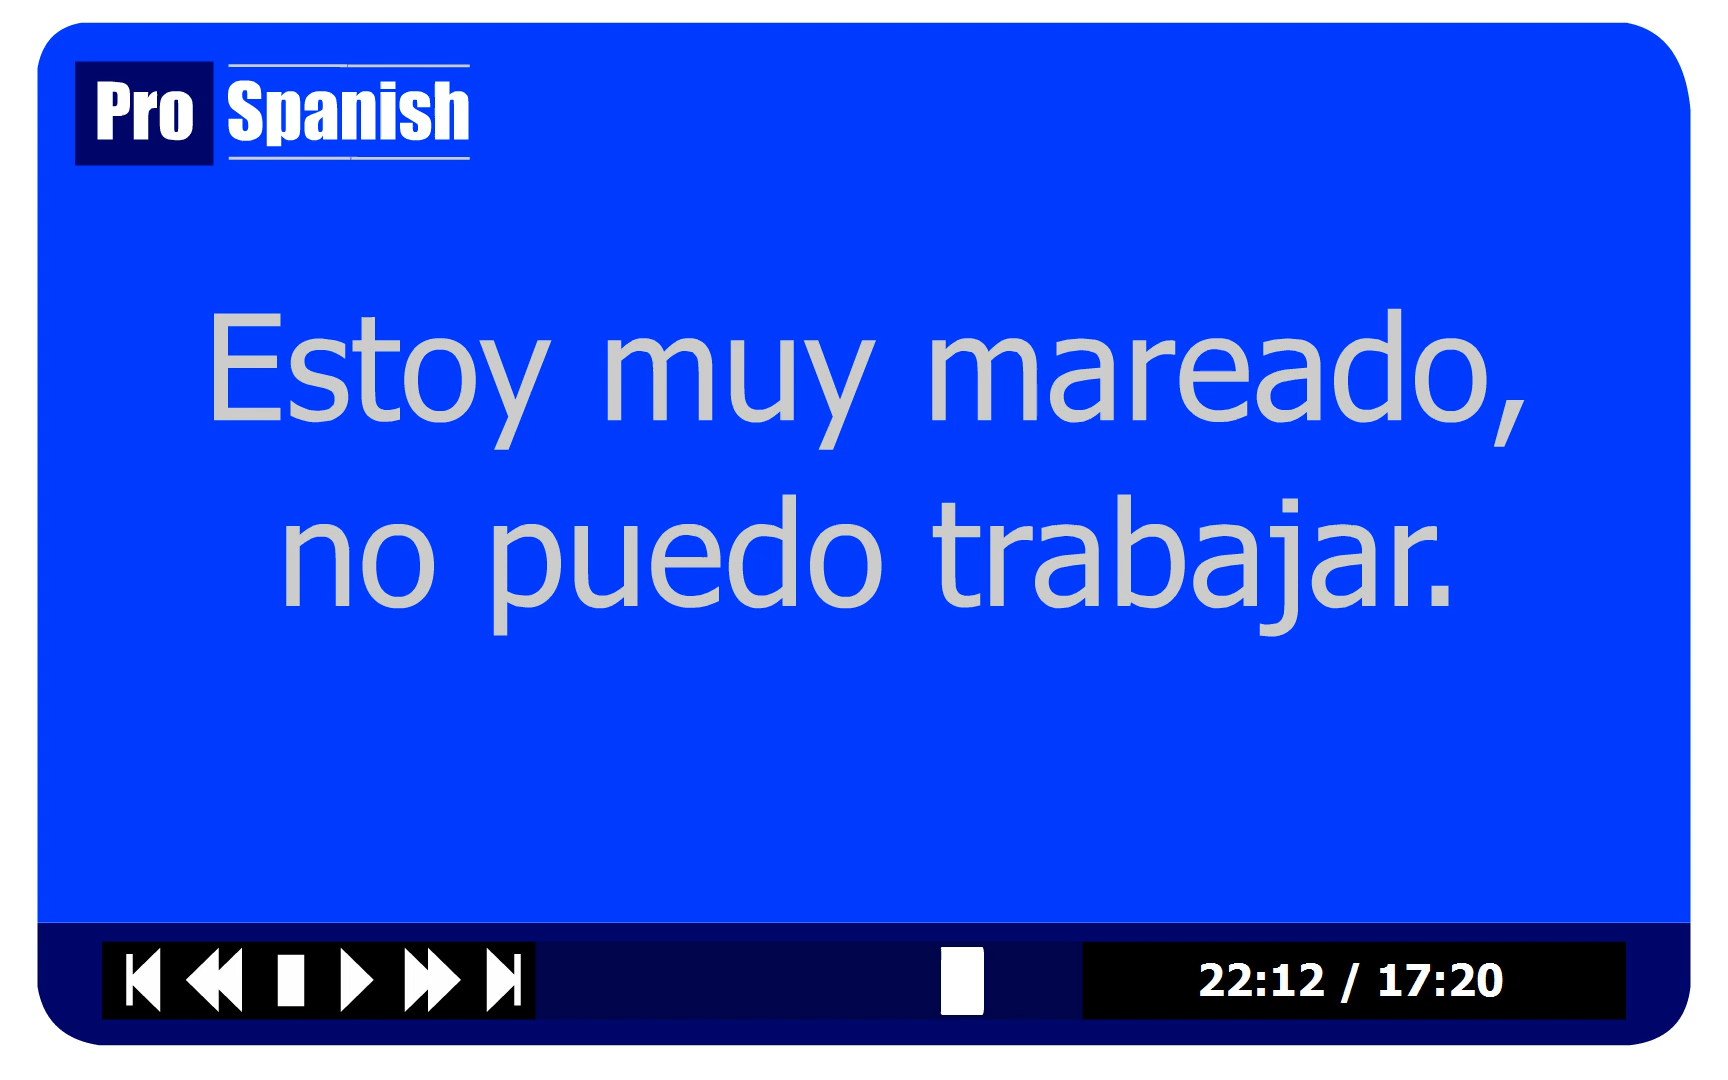 Pro Spanish
Estoy muy mareado,
no puedo trabajar.
22:12 / 17:20